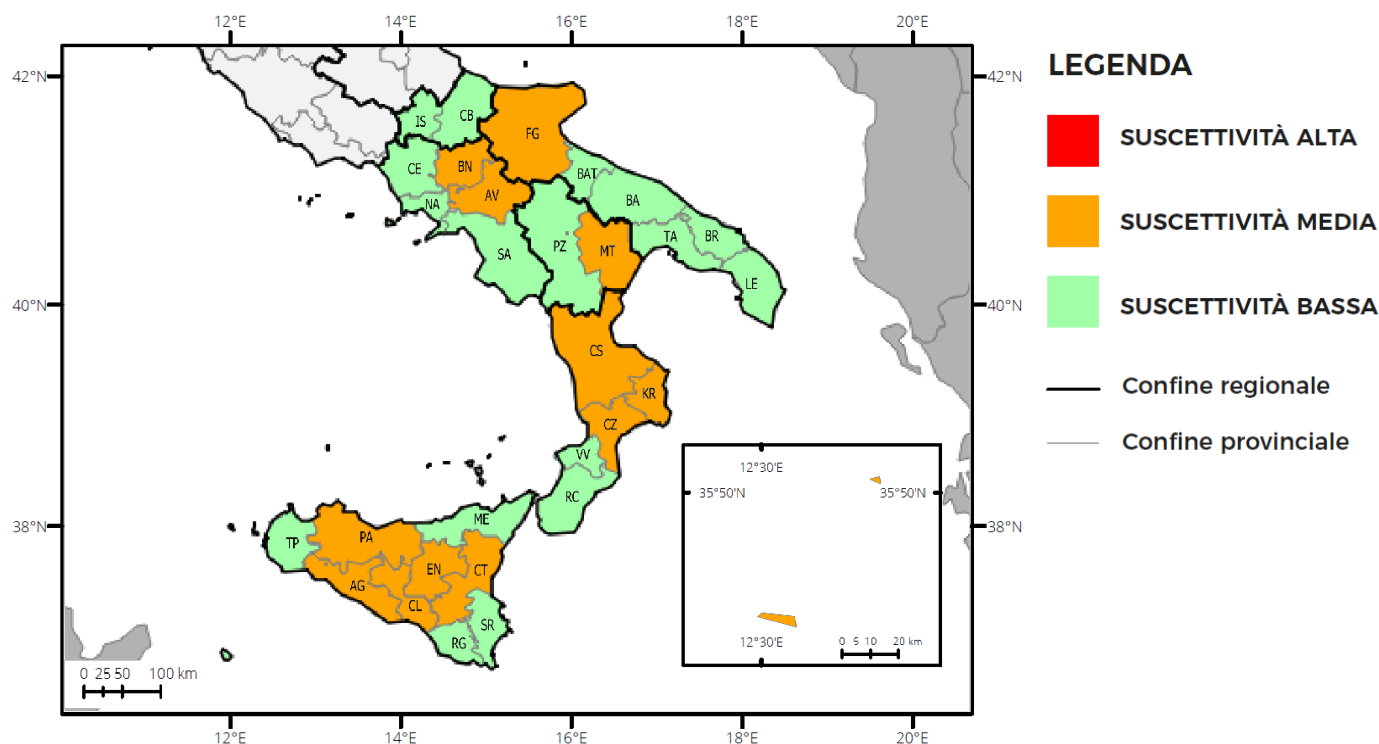 12°E 14°E 16°E 18°E 20°E
42°N 42°N
40°N 40°N
38°N 38°N
IS CB FG
CE BN AV BAT
NA BA
SA PZ MT TA BR
LE
CS
KR
CZ
VV
RC
ME
TP PA
AG EN CT
CL
SR
RG
12°30'E
35°50'N 35°50'N
12°30'E
0 5 10 20 km
0 25 50 100 km
12°E 14°E 16°E 18°E 20°E
LEGENDA
SUSCETTIVITÀ ALTA
SUSCETTIVITÀ MEDIA
SUSCETTIVITÀ BASSA
Confine regionale
Confine provinciale